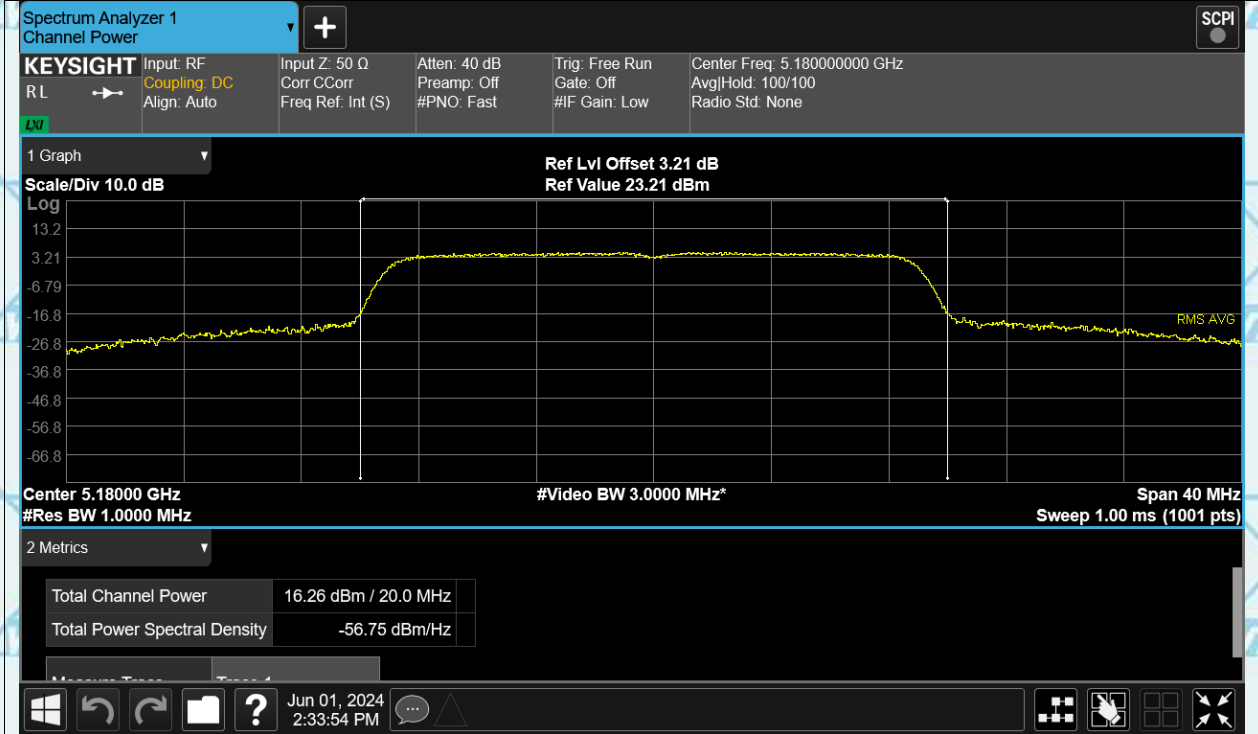 Spectrum Analyzer 1
Channel Power
SCPI
KEYSIGHT
R L
LXI
Input: RF
Coupling: DC
Align: Auto
Input Z: 50 Ω
Corr CCorr
Freq Ref: Int (S)
Atten: 40 dB
Preamp: Off
#PNO: Fast
Trig: Free Run
Gate: Off
#IF Gain: Low
Center Freq: 5.180000000 GHz
Avg|Hold: 100/100
Radio Std: None
1 Graph
Scale/Div 10.0 dB
Ref Lvl Offset 3.21 dB
Ref Value 23.21 dBm
Log
13.2
3.21
-6.79
-16.8
-26.8
-36.8
-46.8
-56.8
-66.8
RMS AVG
Center 5.18000 GHz
#Video BW 3.0000 MHz*
Span 40 MHz
#Res BW 1.0000 MHz
Sweep 1.00 ms (1001 pts)
2 Metrics
Total Channel Power 16.26 dBm / 20.0 MHz
Total Power Spectral Density -56.75 dBm/Hz
Measure Trace Trace 1
?
Jun 01, 2024
2:33:54 PM